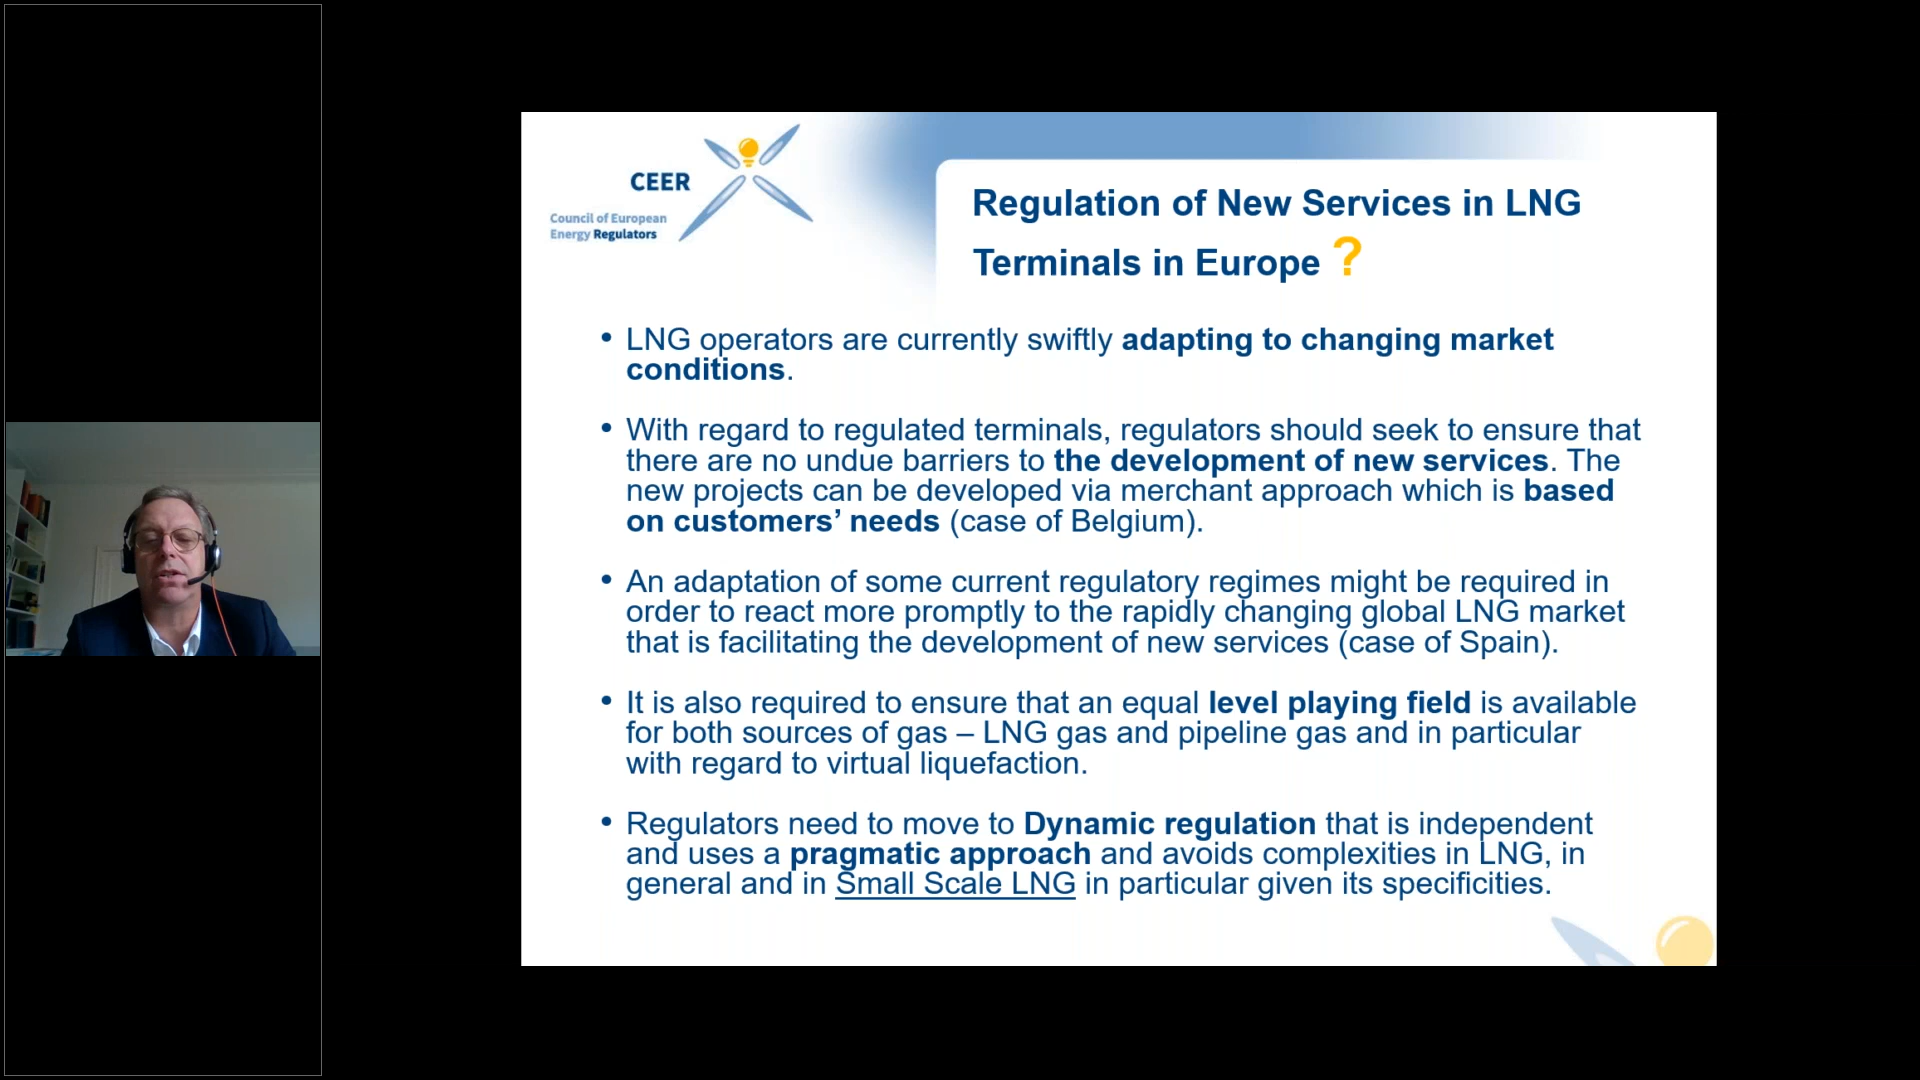 CEER
Council of European
Energy Regulators
Regulation of New Services in LNG
Terminals in Europe ?
• LNG operators are currently swiftly adapting to changing market
conditions.
• With regard to regulated terminals, regulators should seek to ensure that
there are no undue barriers to the development of new services. The
new projects can be developed via merchant approach which is based
on customers’ needs (case of Belgium).
• An adaptation of some current regulatory regimes might be required in
order to react more promptly to the rapidly changing global LNG market
that is facilitating the development of new services (case of Spain).
• It is also required to ensure that an equal level playing field is available
for both sources of gas – LNG gas and pipeline gas and in particular
with regard to virtual liquefaction.
• Regulators need to move to Dynamic regulation that is independent
and uses a pragmatic approach and avoids complexities in LNG, in
general and in Small Scale LNG in particular given its specificities.